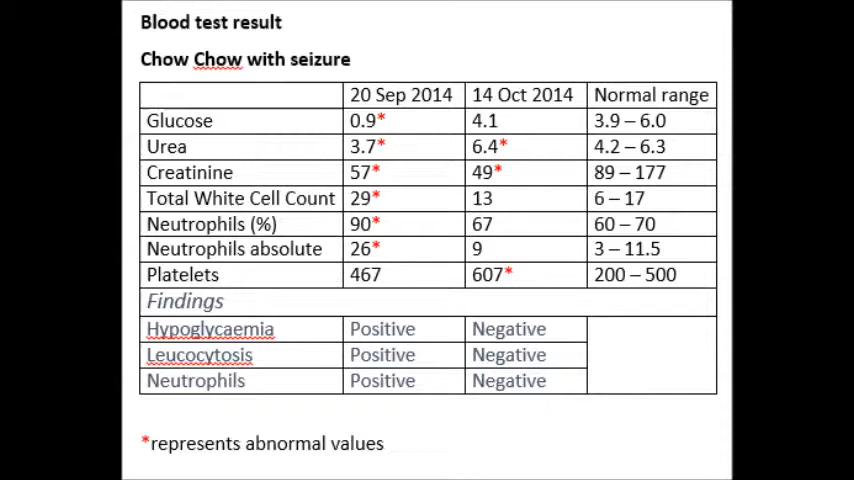 Blood test result
Chow Chow with seizure
20 Sep 2014 14 Oct 2014 Normal range
Glucose 0.9* 4.1 3.9 – 6.0
Urea 3.7* 6.4* 4.2 – 6.3
Creatinine 57* 49* 89 – 177
Total White Cell Count 29* 13 6 – 17
Neutrophils (%) 90* 67 60 – 70
Neutrophils absolute 26* 9 3 – 11.5
Platelets 467 607* 200 – 500
Findings
Hypoglycaemia Positive Negative
Leucocytosis Positive Negative
Neutrophils Positive Negative
*represents abnormal values